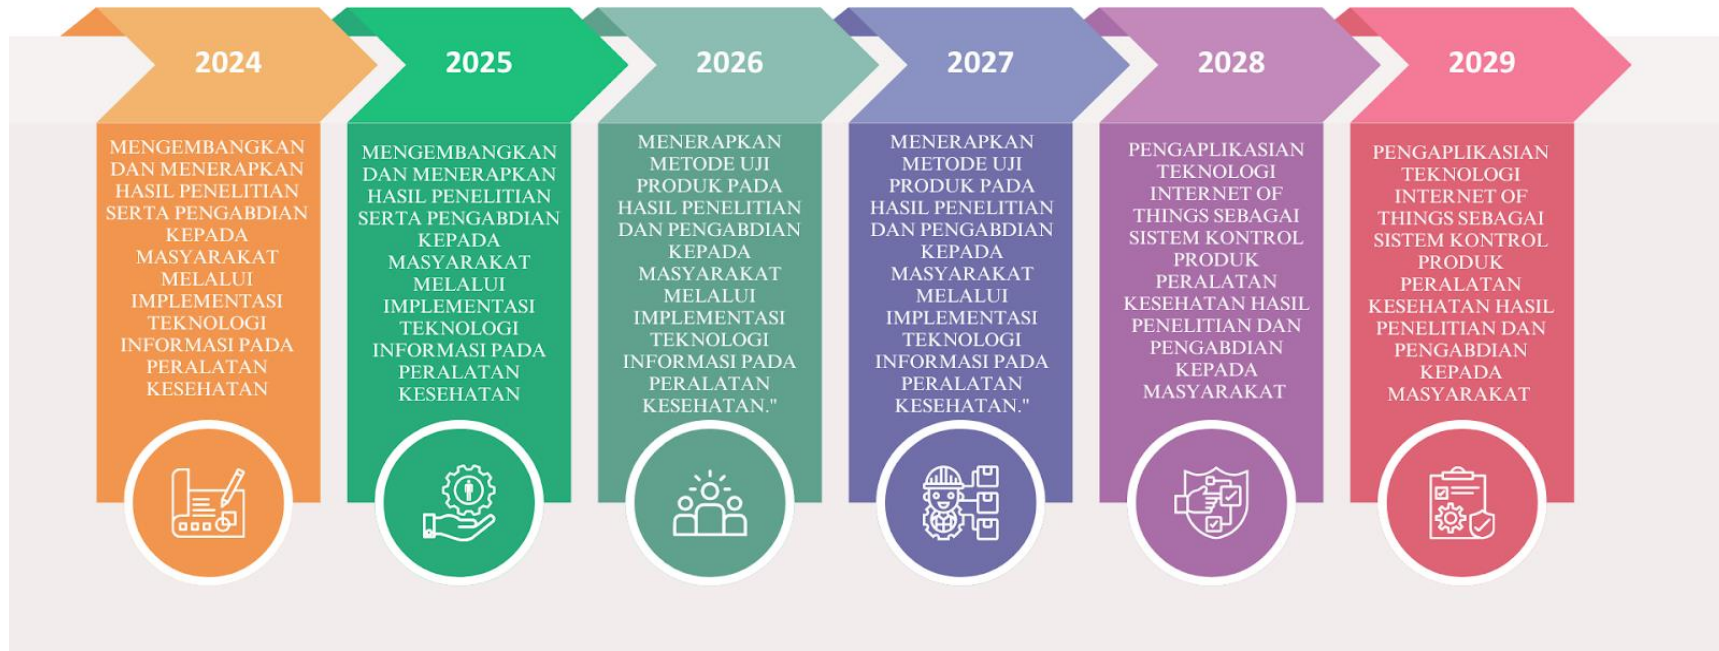 2024
MENGEMBANGKAN
DAN MENERAPKAN
HASIL PENELITIAN
SERTA PENGABDIAN
KEPADA
MASYARAKAT
MELALUI
IMPLEMENTASI
TEKNOLOGI
INFORMASI PADA
PERALATAN
KESEHATAN
2025
MENGEMBANGKAN
DAN MENERAPKAN
HASIL PENELITIAN
SERTA PENGABDIAN
KEPADA
MASYARAKAT
MELALUI
IMPLEMENTASI
TEKNOLOGI
INFORMASI PADA
PERALATAN
KESEHATAN
2026
MENERAPKAN
METODE UJI
PRODUK PADA
HASIL PENELITIAN
DAN PENGABDIAN
KEPADA
MASYARAKAT
MELALUI
IMPLEMENTASI
TEKNOLOGI
INFORMASI PADA
PERALATAN
KESEHATAN."
2027
MENERAPKAN
METODE UJI
PRODUK PADA
HASIL PENELITIAN
DAN PENGABDIAN
KEPADA
MASYARAKAT
MELALUI
IMPLEMENTASI
TEKNOLOGI
INFORMASI PADA
PERALATAN
KESEHATAN."
2028
PENGAPLIKASIAN
TEKNOLOGI
INTERNET OF
THINGS SEBAGAI
SISTEM KONTROL
PRODUK
PERALATAN
KESEHATAN HASIL
PENELITIAN DAN
PENGABDIAN
KEPADA
MASYARAKAT
2029
PENGAPLIKASIAN
TEKNOLOGI
INTERNET OF
THINGS SEBAGAI
SISTEM KONTROL
PRODUK
PERALATAN
KESEHATAN HASIL
PENELITIAN DAN
PENGABDIAN
KEPADA
MASYARAKAT